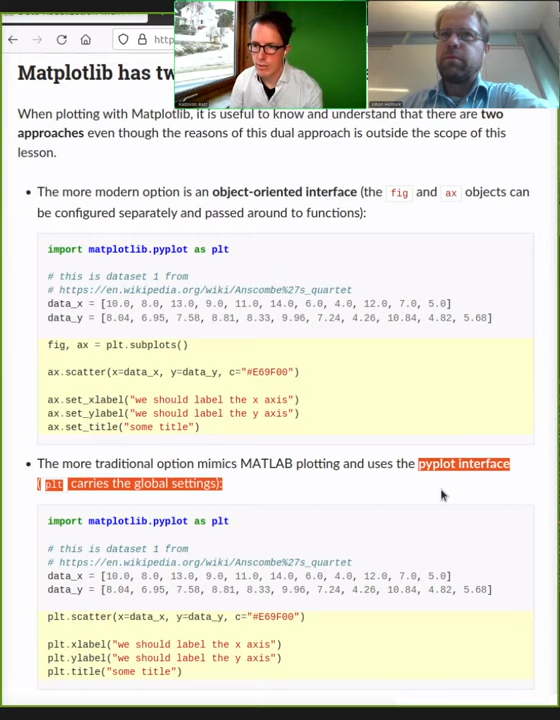 http
Matplotlib has tw
When plotting with Matplotlib, it is useful to know and understand that there are two
approaches even though the reasons of this dual approach is outside the scope of this
lesson.
• The more modern option is an object-oriented interface (the fig and ax objects can
be configured separately and passed around to functions):
import matplotlib.pyplot as plt
# this is dataset 1 from
# https://en.wikipedia.org/wiki/Anscombe%27s_quartet
data_x = [10.0, 8.0, 13.0, 9.0, 11.0, 14.0, 6.0, 4.0, 12.0, 7.0, 5.0]
data_y = [8.04, 6.95, 7.58, 8.81, 8.33, 9.96, 7.24, 4.26, 10.84, 4.82, 5.68]
fig, ax = plt.subplots()
ax.scatter(x=data_x, y=data_y, c="#E69F00")
ax.set_xlabel("we should label the x axis")
ax.set_ylabel("we should label the y axis")
ax.set_title("some title")
• The more traditional option mimics MATLAB plotting and uses the pyplot interface
( plt carries the global settings):
import matplotlib.pyplot as plt
# this is dataset 1 from
# https://en.wikipedia.org/wiki/Anscombe%27s_quartet
data_x = [10.0, 8.0, 13.0, 9.0, 11.0, 14.0, 6.0, 4.0, 12.0, 7.0, 5.0]
data_y = [8.04, 6.95, 7.58, 8.81, 8.33, 9.96, 7.24, 4.26, 10.84, 4.82, 5.68]
plt.scatter(x=data_x, y=data_y, c="#E69F00")
plt.xlabel("we should label the x axis")
plt.ylabel("we should label the y axis")
plt.title("some title")